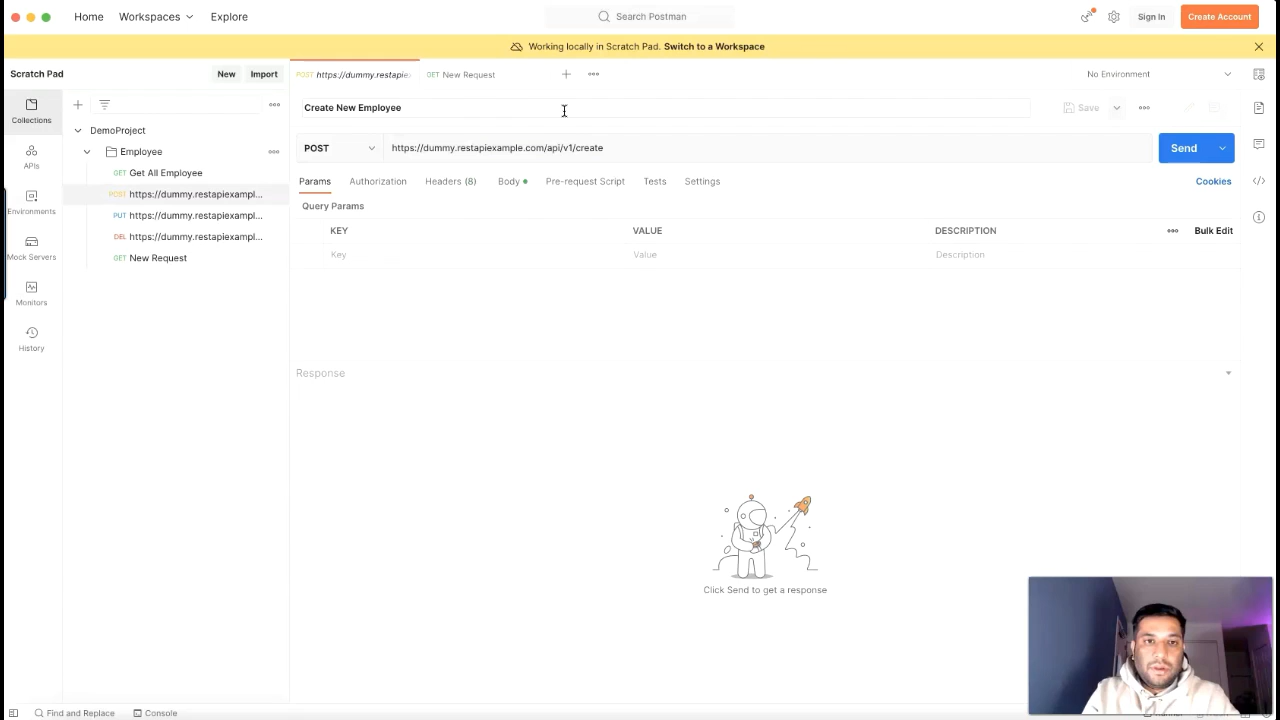 Home Workspaces Explore Search Postman Sign In Create Account
Working locally in Scratch Pad. Switch to a Workspace
Scratch Pad New Import
POST https://dummy.restapie GET New Request No Environment
Collections
APIs
Environments
Mock Servers
Monitors
History
DemoProject
Employee
GET Get All Employee
POST https://dummy.restapiexampl...
PUT https://dummy.restapiexampl...
DEL https://dummy.restapiexampl...
GET New Request
Create New Employee Save
POST https://dummy.restapiexample.com/api/v1/create Send
Params Authorization Headers (8) Body Pre-request Script Tests Settings Cookies
Query Params
KEY VALUE DESCRIPTION Bulk Edit
Key Value Description
Response
Click Send to get a response
Find and Replace Console